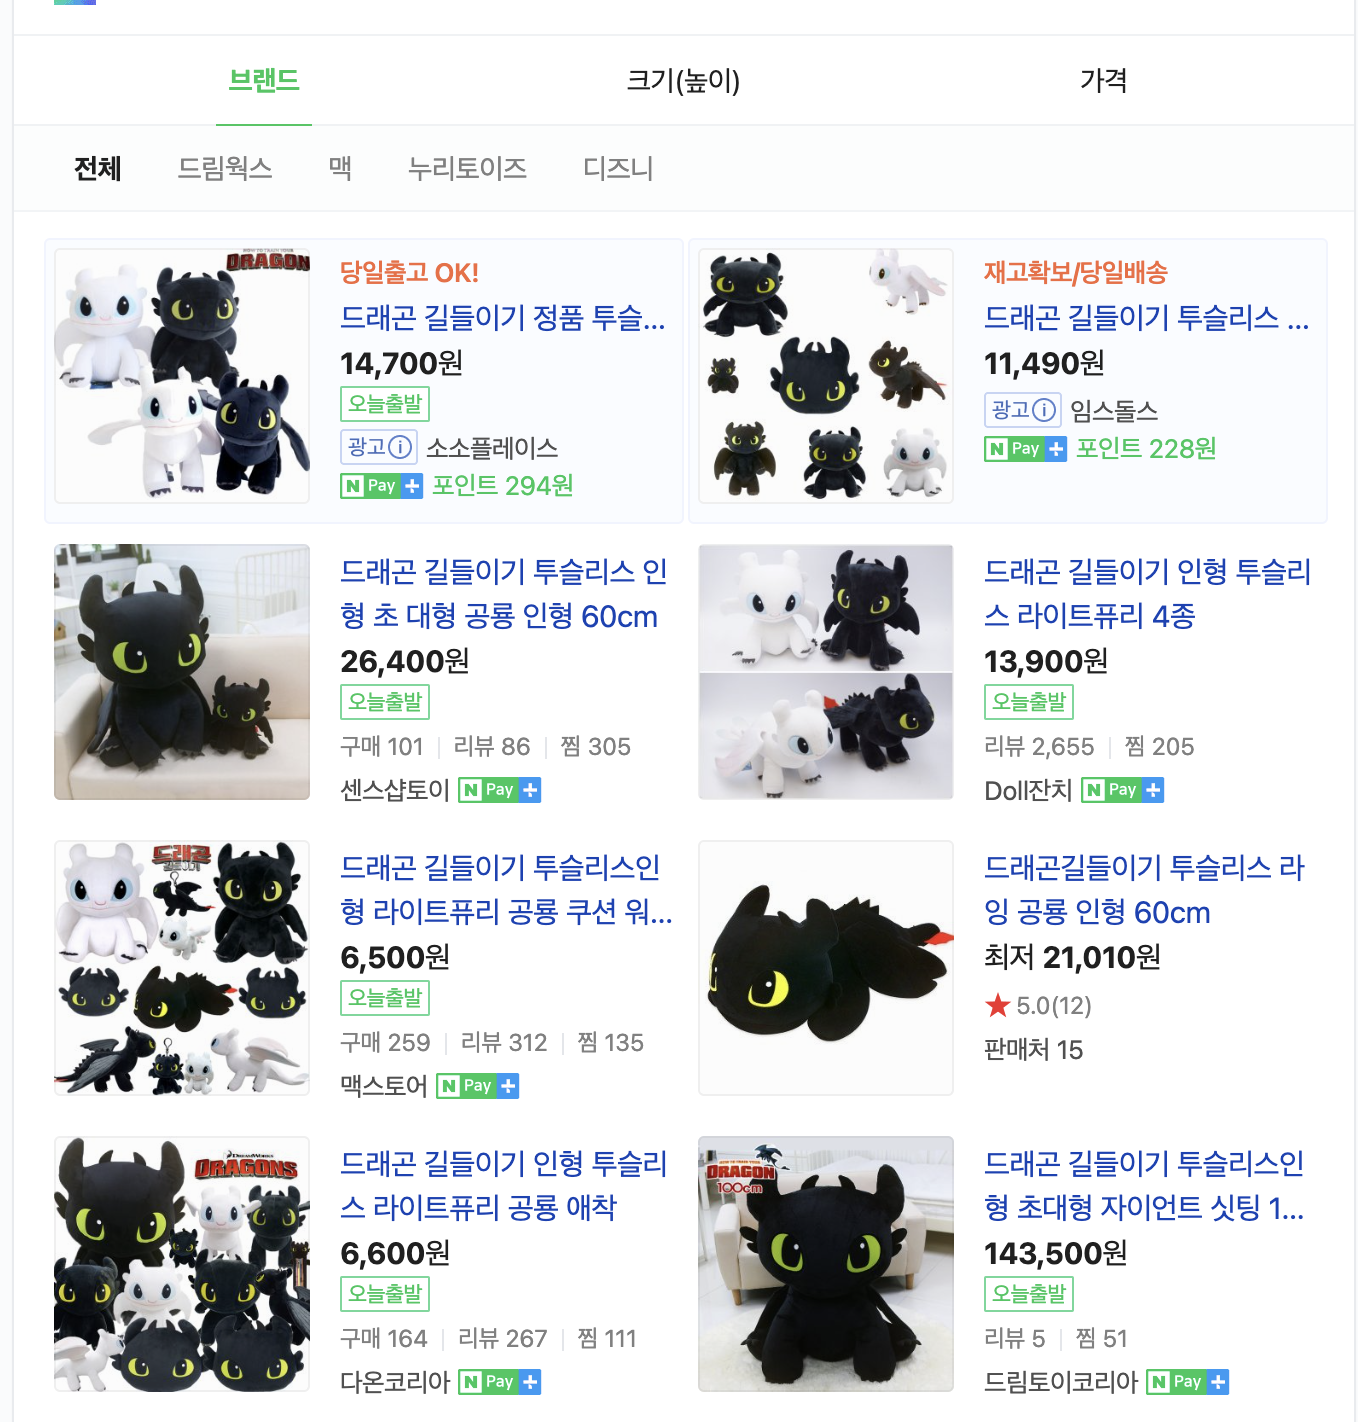 브랜드
크기(높이)
가격
전체
드림웍스
맥
누리토이즈
디즈니
DRAGON
당일출고 OK!
드래곤 길들이기 정품 투슬...
14,700원
오늘출발
광고 소소플레이스
N Pay + 포인트 294원
재고확보/당일배송
드래곤 길들이기 투슬리스 ...
11,490원
광고 임스돌스
N Pay + 포인트 228원
드래곤 길들이기 투슬리스 인
형 초 대형 공룡 인형 60cm
26,400원
오늘출발
구매 101 리뷰 86 찜 305
센스샵토이 N Pay +
드래곤 길들이기 인형 투슬리
스 라이트퓨리 4종
13,900원
오늘출발
리뷰 2,655 찜 205
Doll잔치 N Pay +
드래곤
길들이기
드래곤 길들이기 투슬리스인
형 라이트퓨리 공룡 쿠션 워...
6,500원
오늘출발
구매 259 리뷰 312 찜 135
맥스토어 N Pay +
드래곤길들이기 투슬리스 라
잉 공룡 인형 60cm
최저 21,010원
5.0(12)
판매처 15
DREAMWORKS
DRAGONS
드래곤 길들이기 인형 투슬리
스 라이트퓨리 공룡 애착
6,600원
오늘출발
구매 164 리뷰 267 찜 111
다온코리아 N Pay +
DRAGON
100cm
드래곤 길들이기 투슬리스인
형 초대형 자이언트 싯팅 1...
143,500원
오늘출발
리뷰 5 찜 51
드림토이코리아 N Pay +